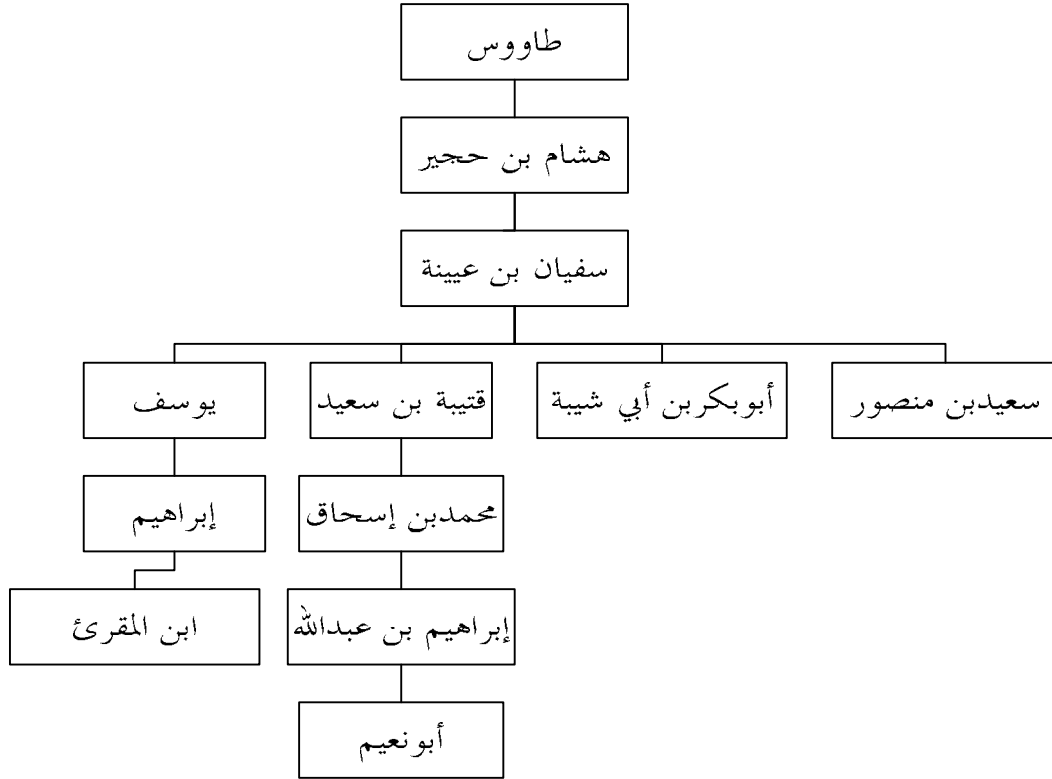 طاووس
هشام بن حجير
سفيان بن عيينة
سعيدبن منصور
أبوبكربن أبي شيبة
قتيبة بن سعيد
يوسف
محمدبن إسحاق
إبراهيم
إبراهيم بن عبدالله
ابن المقرئ
أبونعيم